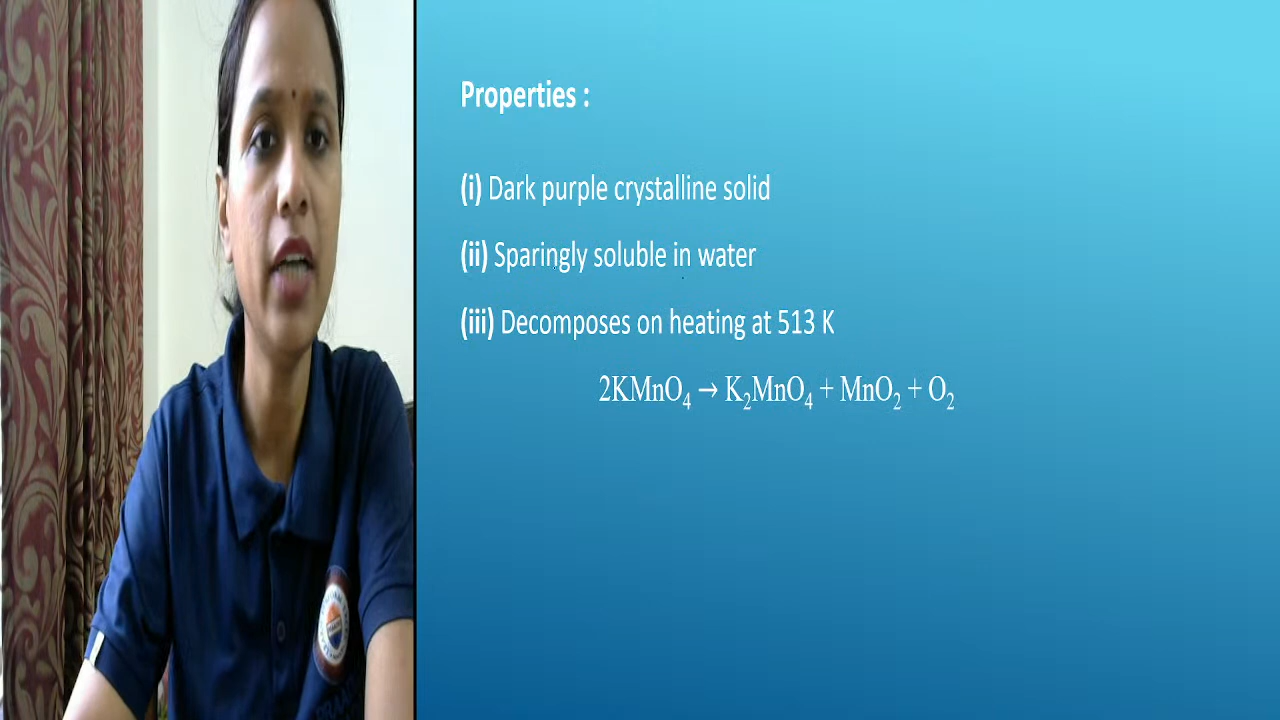 Properties :
(i) Dark purple crystalline solid
(ii) Sparingly soluble in water
(iii) Decomposes on heating at 513 K
2KMnO₄ → K₂MnO₄ + MnO₂ + O₂